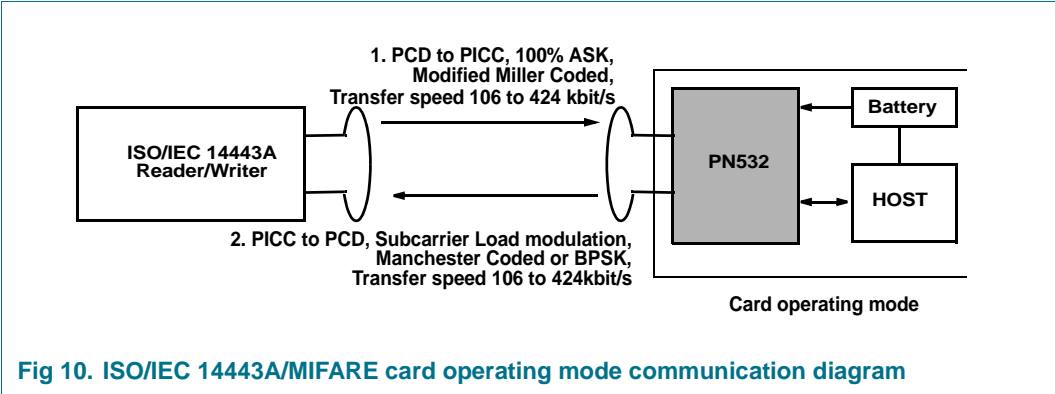 1. PCD to PICC, 100% ASK,
Modified Miller Coded,
Transfer speed 106 to 424 kbit/s
ISO/IEC 14443A
Reader/Writer
PN532
Battery
HOST
2. PICC to PCD, Subcarrier Load modulation,
Manchester Coded or BPSK,
Transfer speed 106 to 424kbit/s
Card operating mode
Fig 10. ISO/IEC 14443A/MIFARE card operating mode communication diagram